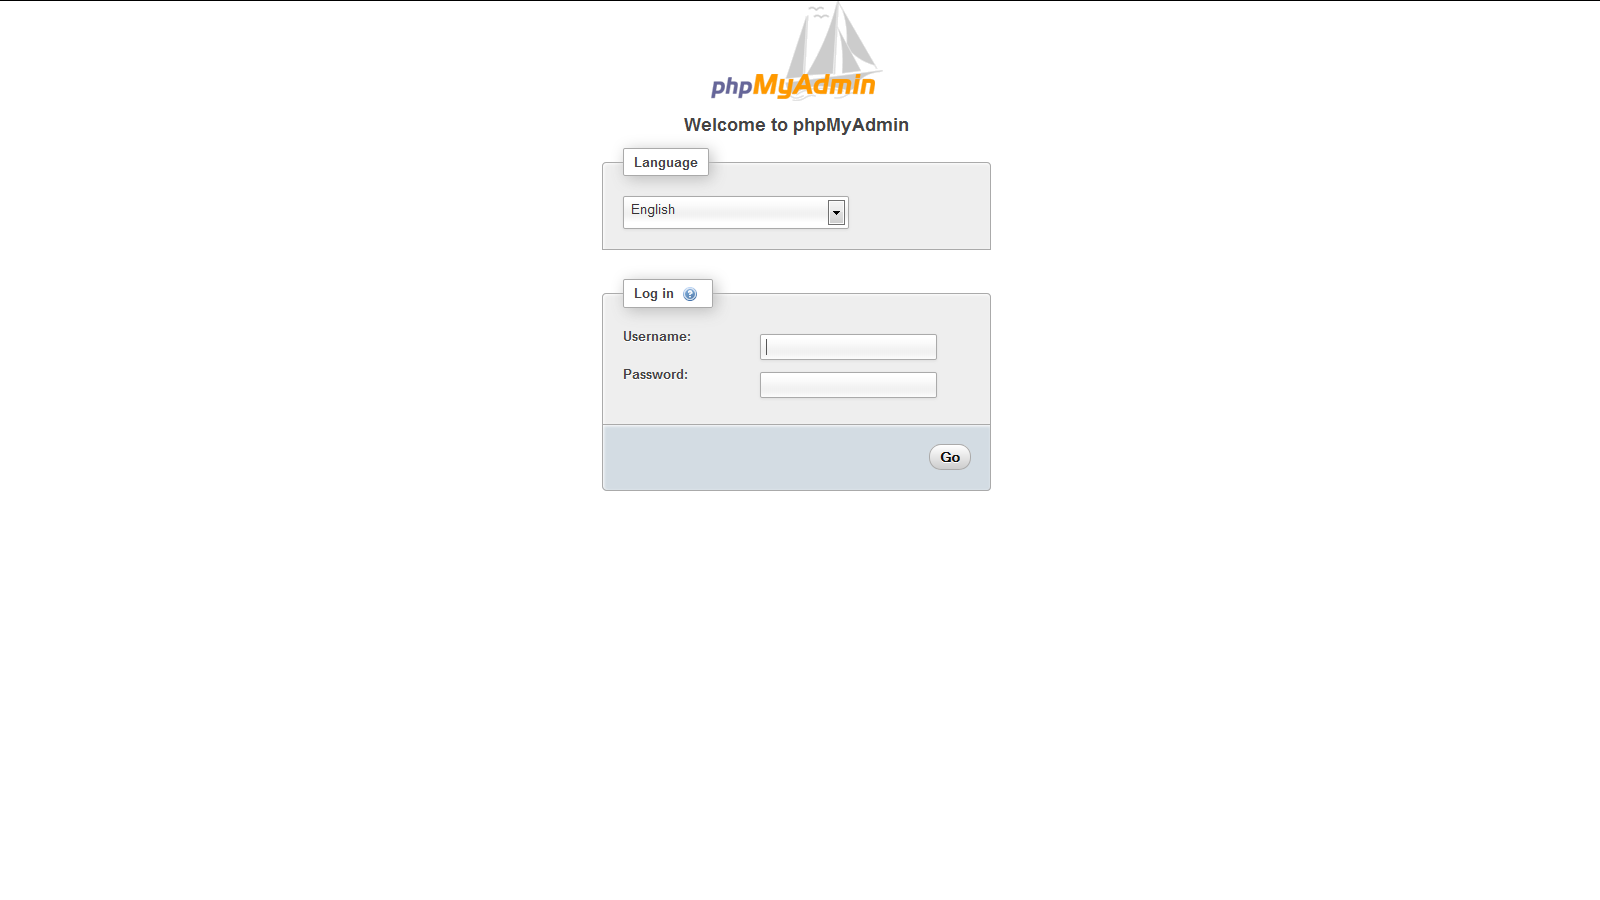 phpMyAdmin
Welcome to phpMyAdmin
Language
English
Log in
Username:
Password:
Go